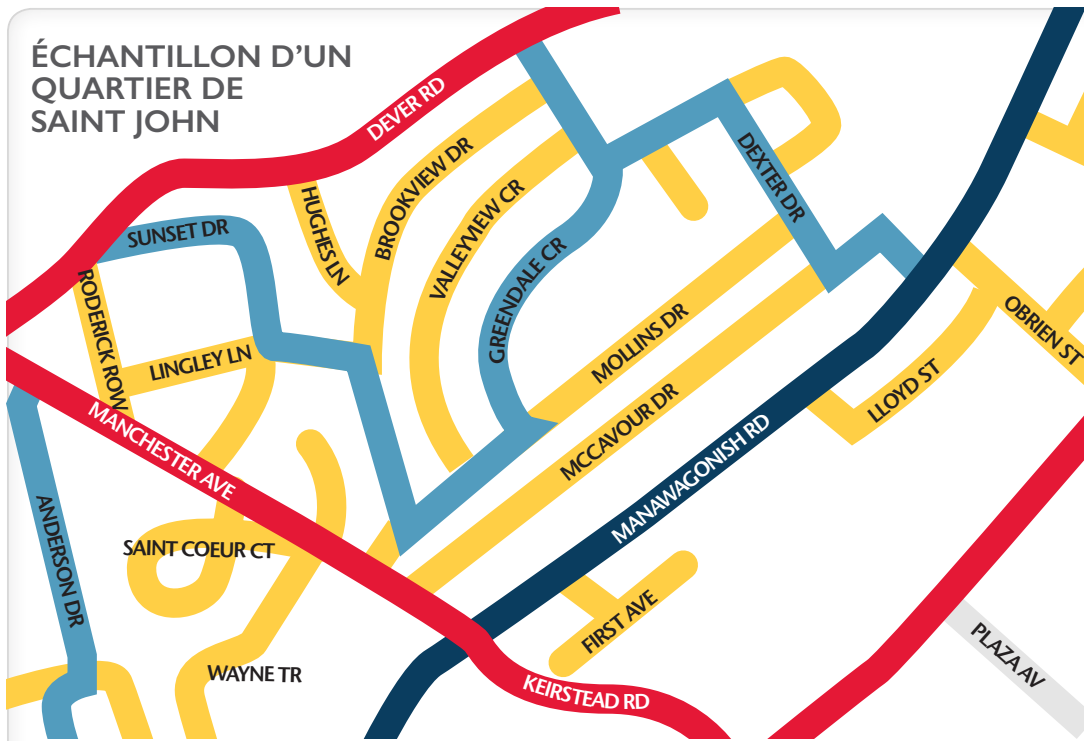 ÉCHANTILLON D'UN
QUARTIER DE
SAINT JOHN
DEVER RD
BROOKVIEW DR
HUGHES LN
VALLEYVIEW CR
SUNSET DR
DEXTER DR
GREENDALE CR
RODERICK ROW
LINGLEY LN
MOLLINS DR
OBRIEN ST
LLOYD ST
MCCAVOUR DR
MANCHESTER AVE
MANAWAGONISH RD
ANDERSON DR
SAINT COEUR CT
FIRST AVE
WAYNE TR
PLAZA AV
KEIRSTEAD RD